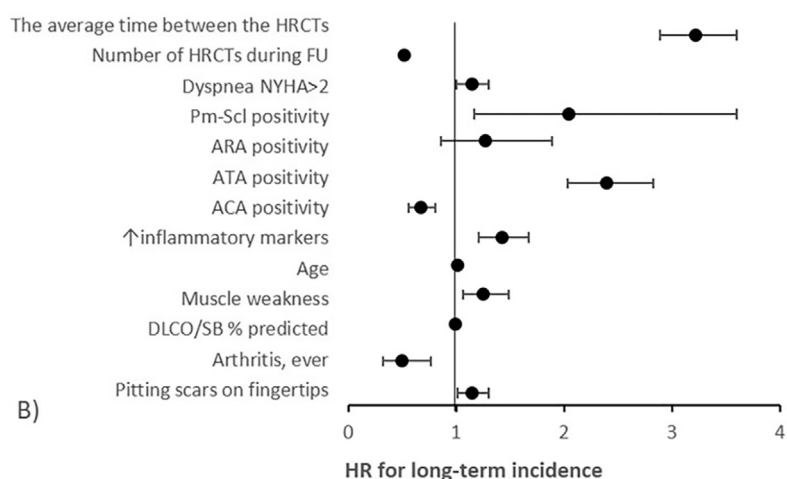 The average time between the HRCTs
Number of HRCTs during FU
Dyspnea NYHA>2
Pm-Scl positivity
ARA positivity
ATA positivity
ACA positivity
↑inflammatory markers
Age
Muscle weakness
DLCO/SB % predicted
Arthritis, ever
Pitting scars on fingertips
B)
0 1 2 3 4
HR for long-term incidence